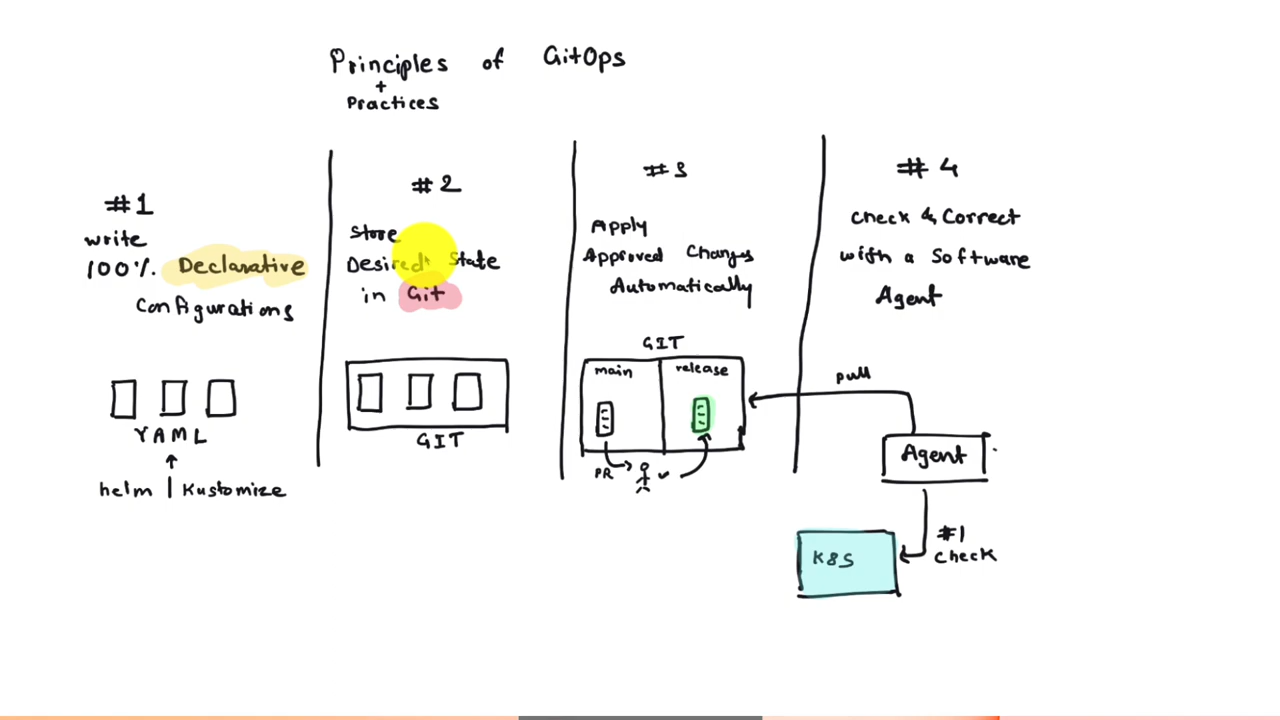 Principles of GitOps
+
Practices
#1
write
100% Declarative
Configurations
YAML
helm | Kustomize
#2
Store
Desired State
in Git
GIT
#3
Apply
Approved Changes
Automatically
GIT
main release
PR
#4
Check & Correct
with a Software
Agent
pull
Agent
#1
check
K8S